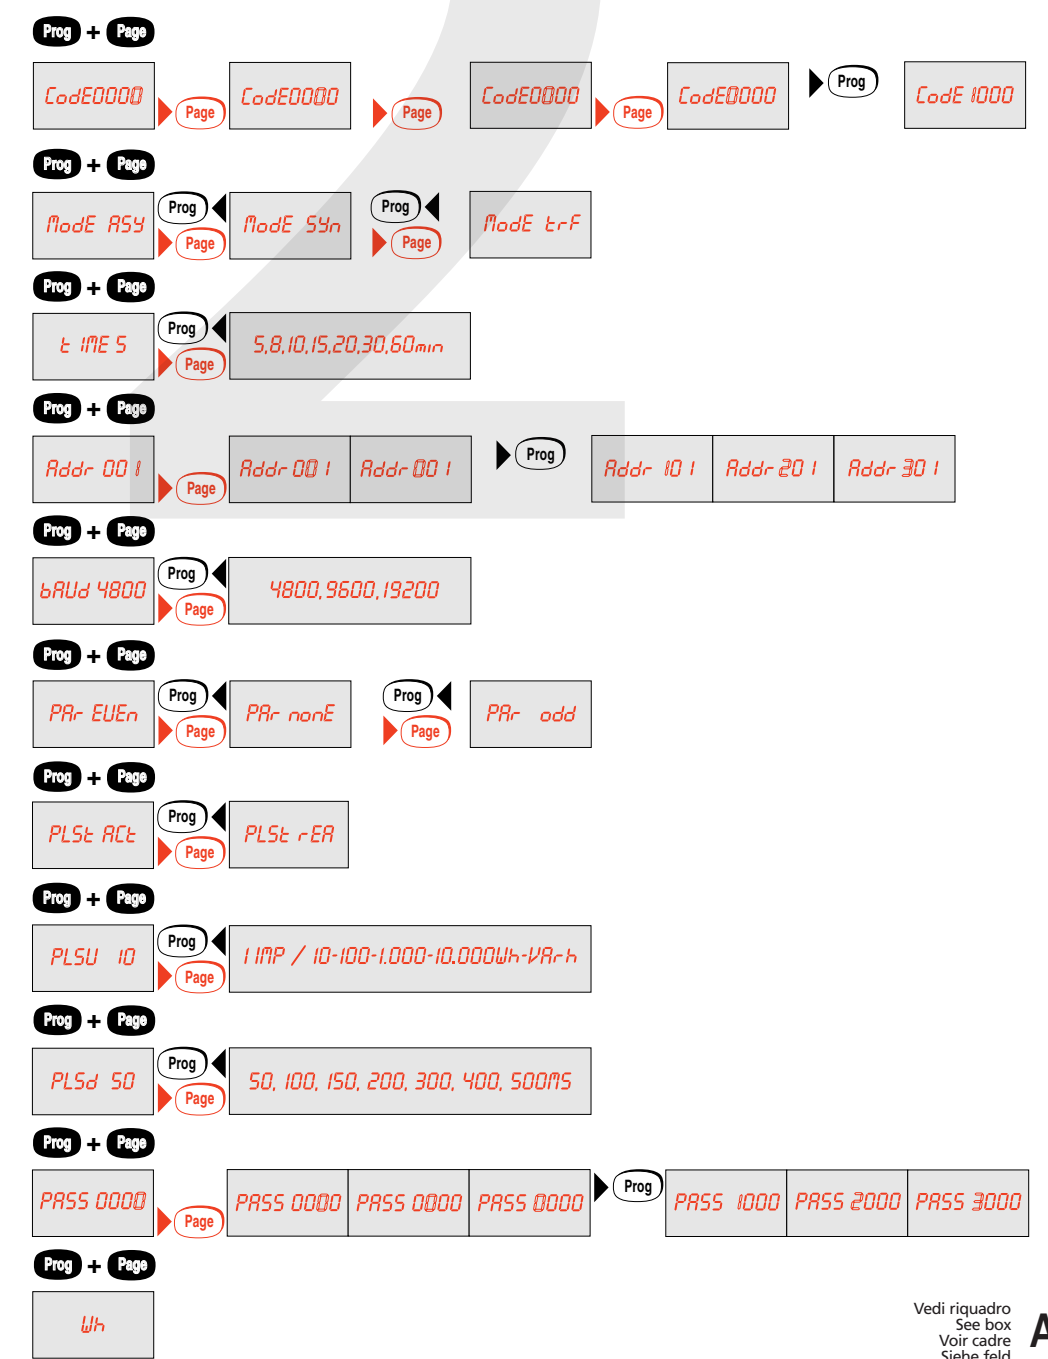 Prog + Page
CodE0000 Page CodE0000 Page CodE0000 Page CodE0000 Prog CodE 1000
Prog + Page
ModE ASY Prog Page ModE SYn Prog Page ModE trF
Prog + Page
t IME 5 Prog Page 5,8,10,15,20,30,60min
Prog + Page
Addr 001 Page Addr 001 Addr 001 Prog Addr 101 Addr 201 Addr 301
Prog + Page
bAUd 4800 Prog Page 4800,9600,19200
Prog + Page
PAr EUEn Prog Page PAr nonE Prog Page PAr odd
Prog + Page
PLSt ACt Prog Page PLSt rEA
Prog + Page
PLSU 10 Prog Page 1 IMP / 10-100-1.000-10.000Wh-VArh
Prog + Page
PLSd 50 Prog Page 50, 100, 150, 200, 300, 400, 500MS
Prog + Page
PASS 0000 Page PASS 0000 PASS 0000 PASS 0000 Prog PASS 1000 PASS 2000 PASS 3000
Prog + Page
Wh
Vedi riquadro
See box
Voir cadre
Siehe feld
A